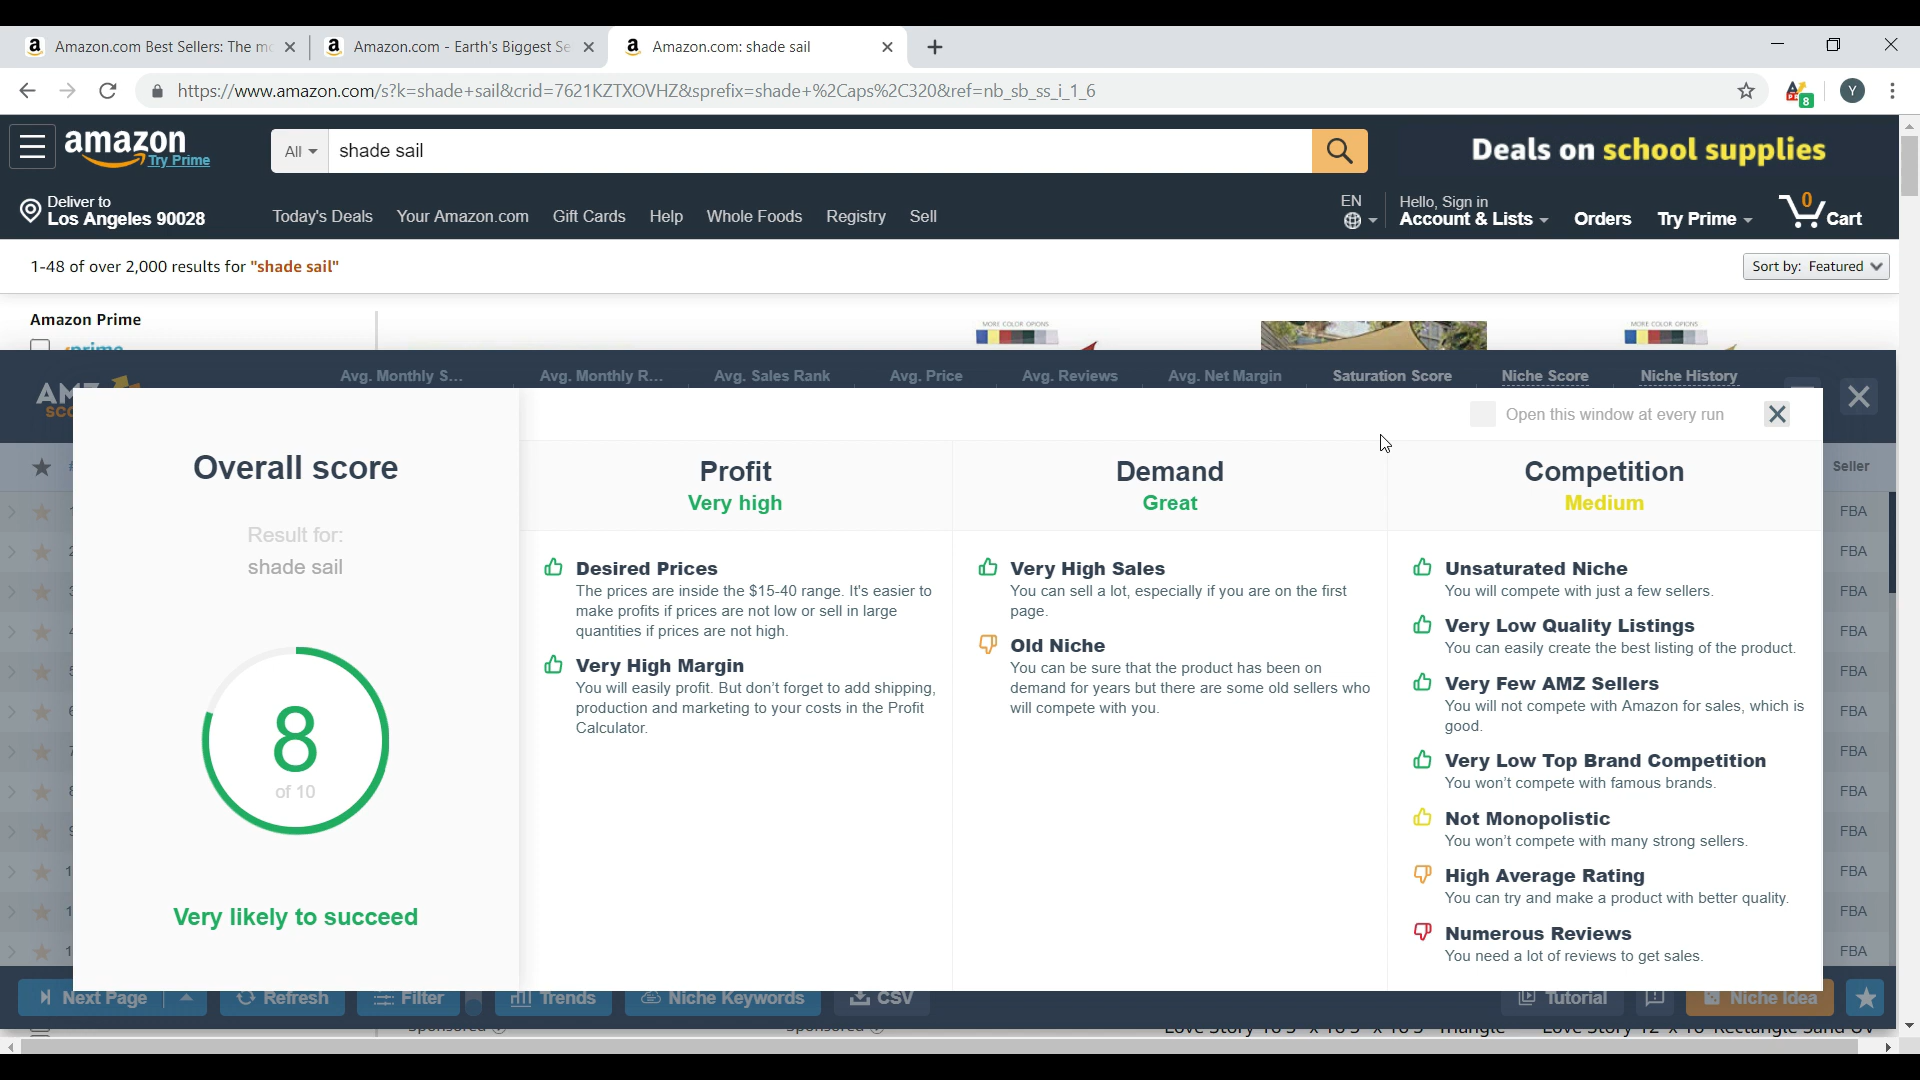 Amazon.com Best Sellers: The mo
Amazon.com - Earth's Biggest Se
Amazon.com: shade sail
https://www.amazon.com/s?k=shade+sail&crid=7621KZTXOVHZ&sprefix=shade+%2Caps%2C320&ref=nb_sb_ss_i_1_6
8
Y
amazon
Try Prime
All
shade sail
Deals on school supplies
Deliver to
Los Angeles 90028
Today's Deals
Your Amazon.com
Gift Cards
Help
Whole Foods
Registry
Sell
EN
Hello, Sign in
Account & Lists
Orders
Try Prime
0
Cart
1-48 of over 2,000 results for "shade sail"
Sort by: Featured
Amazon Prime
prime
MORE COLOR OPTIONS
MORE COLOR OPTIONS
Avg. Monthly S...
Avg. Monthly R...
Avg. Sales Rank
Avg. Price
Avg. Reviews
Avg. Net Margin
Saturation Score
Niche Score
Niche History
Open this window at every run
Overall score
Result for:
shade sail
8
of 10
Very likely to succeed
Profit
Very high
Desired Prices
The prices are inside the $15-40 range. It's easier to
make profits if prices are not low or sell in large
quantities if prices are not high.
Very High Margin
You will easily profit. But don't forget to add shipping,
production and marketing to your costs in the Profit
Calculator.
Demand
Great
Very High Sales
You can sell a lot, especially if you are on the first
page.
Old Niche
You can be sure that the product has been on
demand for years but there are some old sellers who
will compete with you.
Competition
Medium
Unsaturated Niche
You will compete with just a few sellers.
Very Low Quality Listings
You can easily create the best listing of the product.
Very Few AMZ Sellers
You will not compete with Amazon for sales, which is
good.
Very Low Top Brand Competition
You won't compete with famous brands.
Not Monopolistic
You won't compete with many strong sellers.
High Average Rating
You can try and make a product with better quality.
Numerous Reviews
You need a lot of reviews to get sales.
Seller
FBA
FBA
FBA
FBA
FBA
FBA
FBA
FBA
FBA
FBA
FBA
FBA
Next Page
Refresh
Filter
Trends
Niche Keywords
CSV
Tutorial
Niche Idea